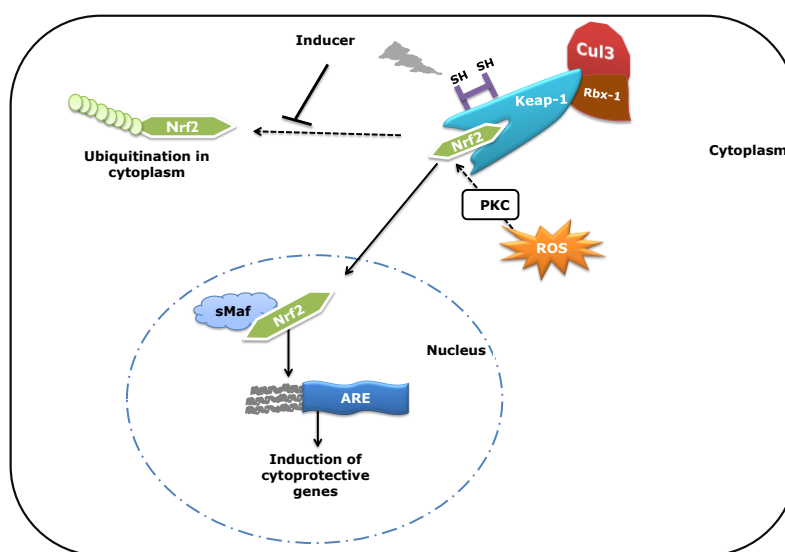 Inducer
SH
SH
Cul3
Rbx-1
Keap-1
Nrf2
Nrf2
Ubiquitination in
cytoplasm
Cytoplasm
PKC
ROS
sMaf
Nrf2
Nucleus
ARE
Induction of
cytoprotective
genes